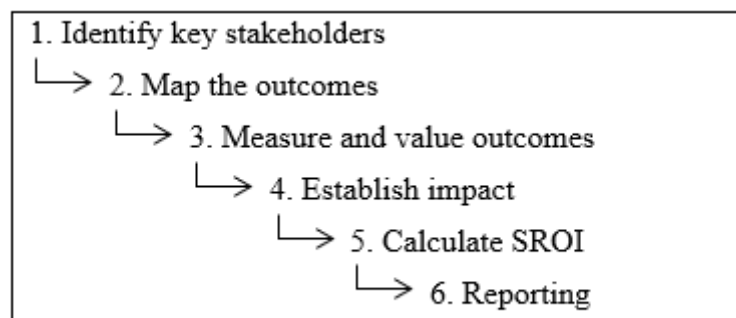 1. Identify key stakeholders
2. Map the outcomes
3. Measure and value outcomes
4. Establish impact
5. Calculate SROI
6. Reporting